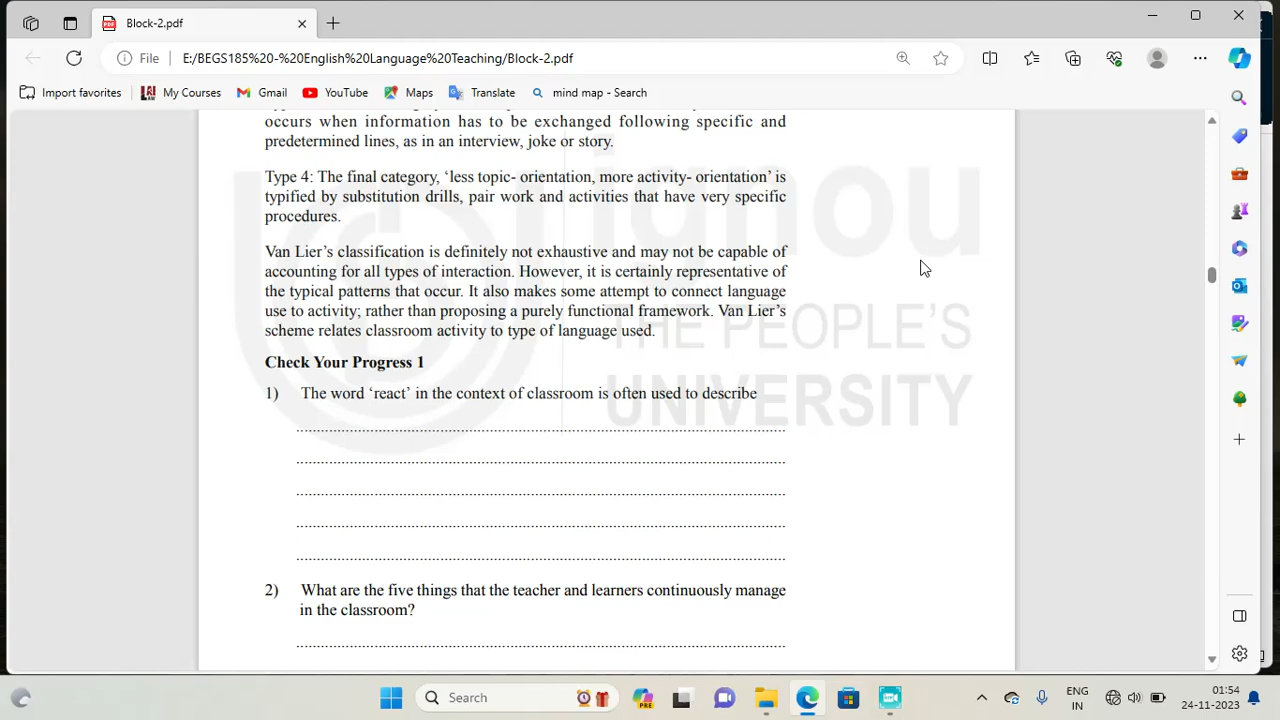 Block-2.pdf
File
E:/BEGS185%20-%20English%20Language%20Teaching/Block-2.pdf
Import favorites
My Courses
Gmail
YouTube
Maps
Translate
mind map - Search
occurs when information has to be exchanged following specific and
predetermined lines, as in an interview, joke or story.
Type 4: The final category, ‘less topic- orientation, more activity- orientation’ is
typified by substitution drills, pair work and activities that have very specific
procedures.
Van Lier’s classification is definitely not exhaustive and may not be capable of
accounting for all types of interaction. However, it is certainly representative of
the typical patterns that occur. It also makes some attempt to connect language
use to activity; rather than proposing a purely functional framework. Van Lier’s
scheme relates classroom activity to type of language used.
ignou
THE PEOPLE’S
UNIVERSITY
Check Your Progress 1
1) The word ‘react’ in the context of classroom is often used to describe
2) What are the five things that the teacher and learners continuously manage
in the classroom?
Search
PRE
ENG
IN
01:54
24-11-2023